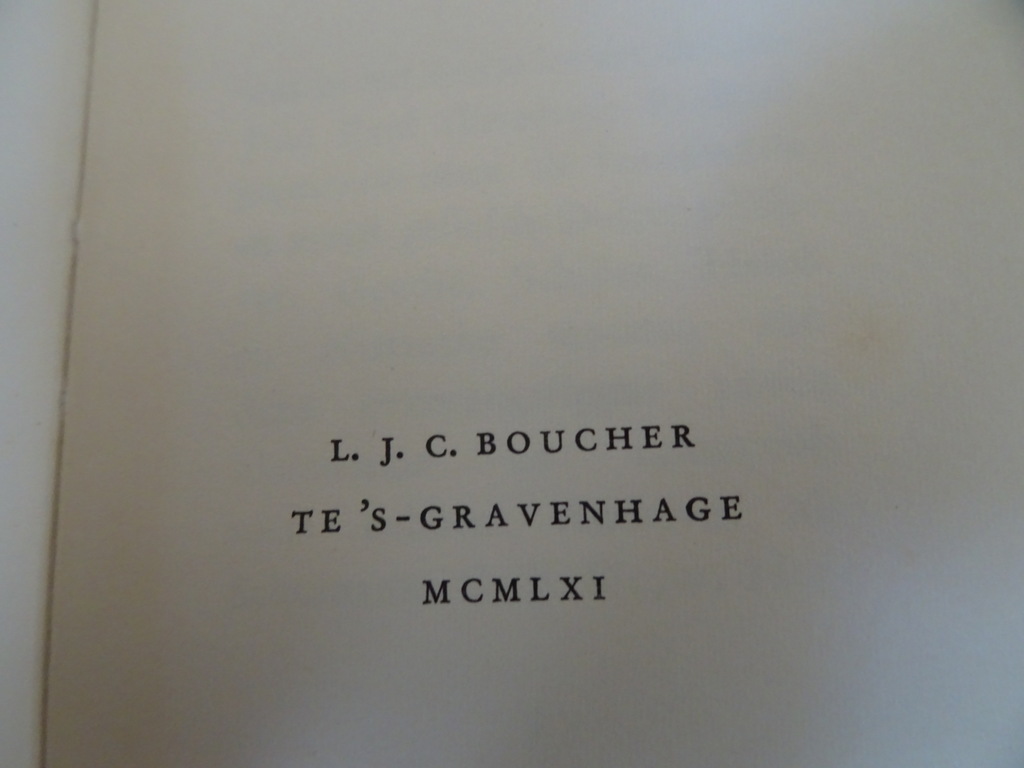 L. J. C. BOUCHER
TE 'S-GRAVENHAGE
MCMLXI